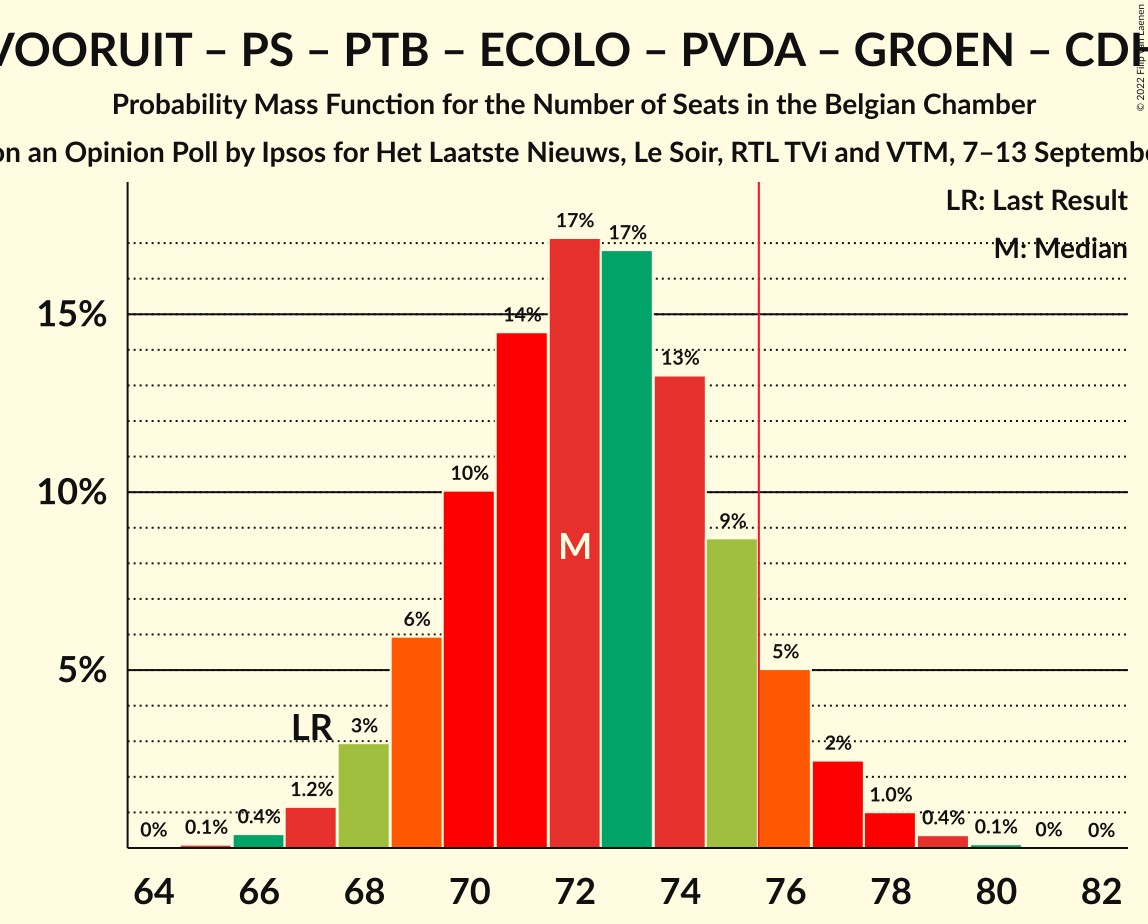 VOORUIT – PS – PTB – ECOLO – PVDA – GROEN – CDH
Probability Mass Function for the Number of Seats in the Belgian Chamber
on an Opinion Poll by Ipsos for Het Laatste Nieuws, Le Soir, RTL TVi and VTM, 7–13 Septembe
© 2022 Filip van Laenen
LR: Last Result
M: Median
17%
17%
15%
14%
13%
10%
10%
9%
M
6%
5%
5%
LR
3%
2%
1.2%
1.0%
0%
0.1%
0.4%
0.4%
0.1%
0%
0%
64 66 68 70 72 74 76 78 80 82